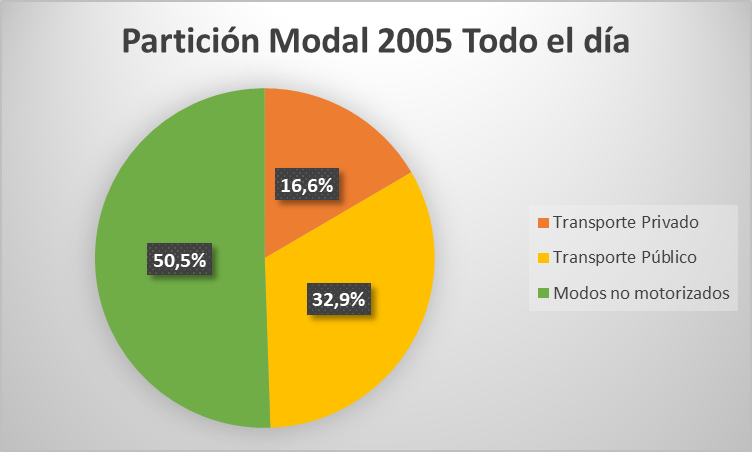 Partición Modal 2005 Todo el día
16,6%
50,5%
32,9%
Transporte Privado
Transporte Público
Modos no motorizados